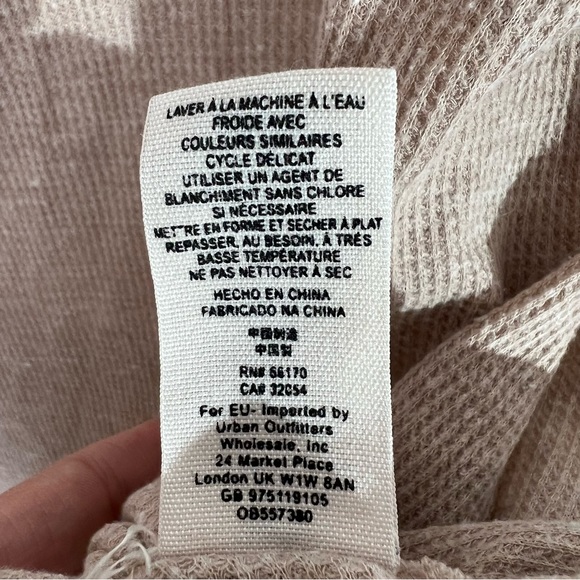 LAVER À LA MACHINE À L'EAU
FROIDE AVEC
COULEURS SIMILAIRES
CYCLE DÉLICAT
UTILISER UN AGENT DE
BLANCHIMENT SANS CHLORE
SI NÉCESSAIRE
METTRE EN FORME ET SECHER À PLAT
REPASSER, AU BESOIN, À TRÈS
BASSE TEMPÉRATURE
NE PAS NETTOYER À SEC
HECHO EN CHINA
FABRICADO NA CHINA
中國制造
中国製
RN# 66170
CA# 32054
For EU- Imported by
Urban Outfitters
Wholesale, Inc
24 Market Place
London UK W1W 8AN
GB 975119105
OB557380